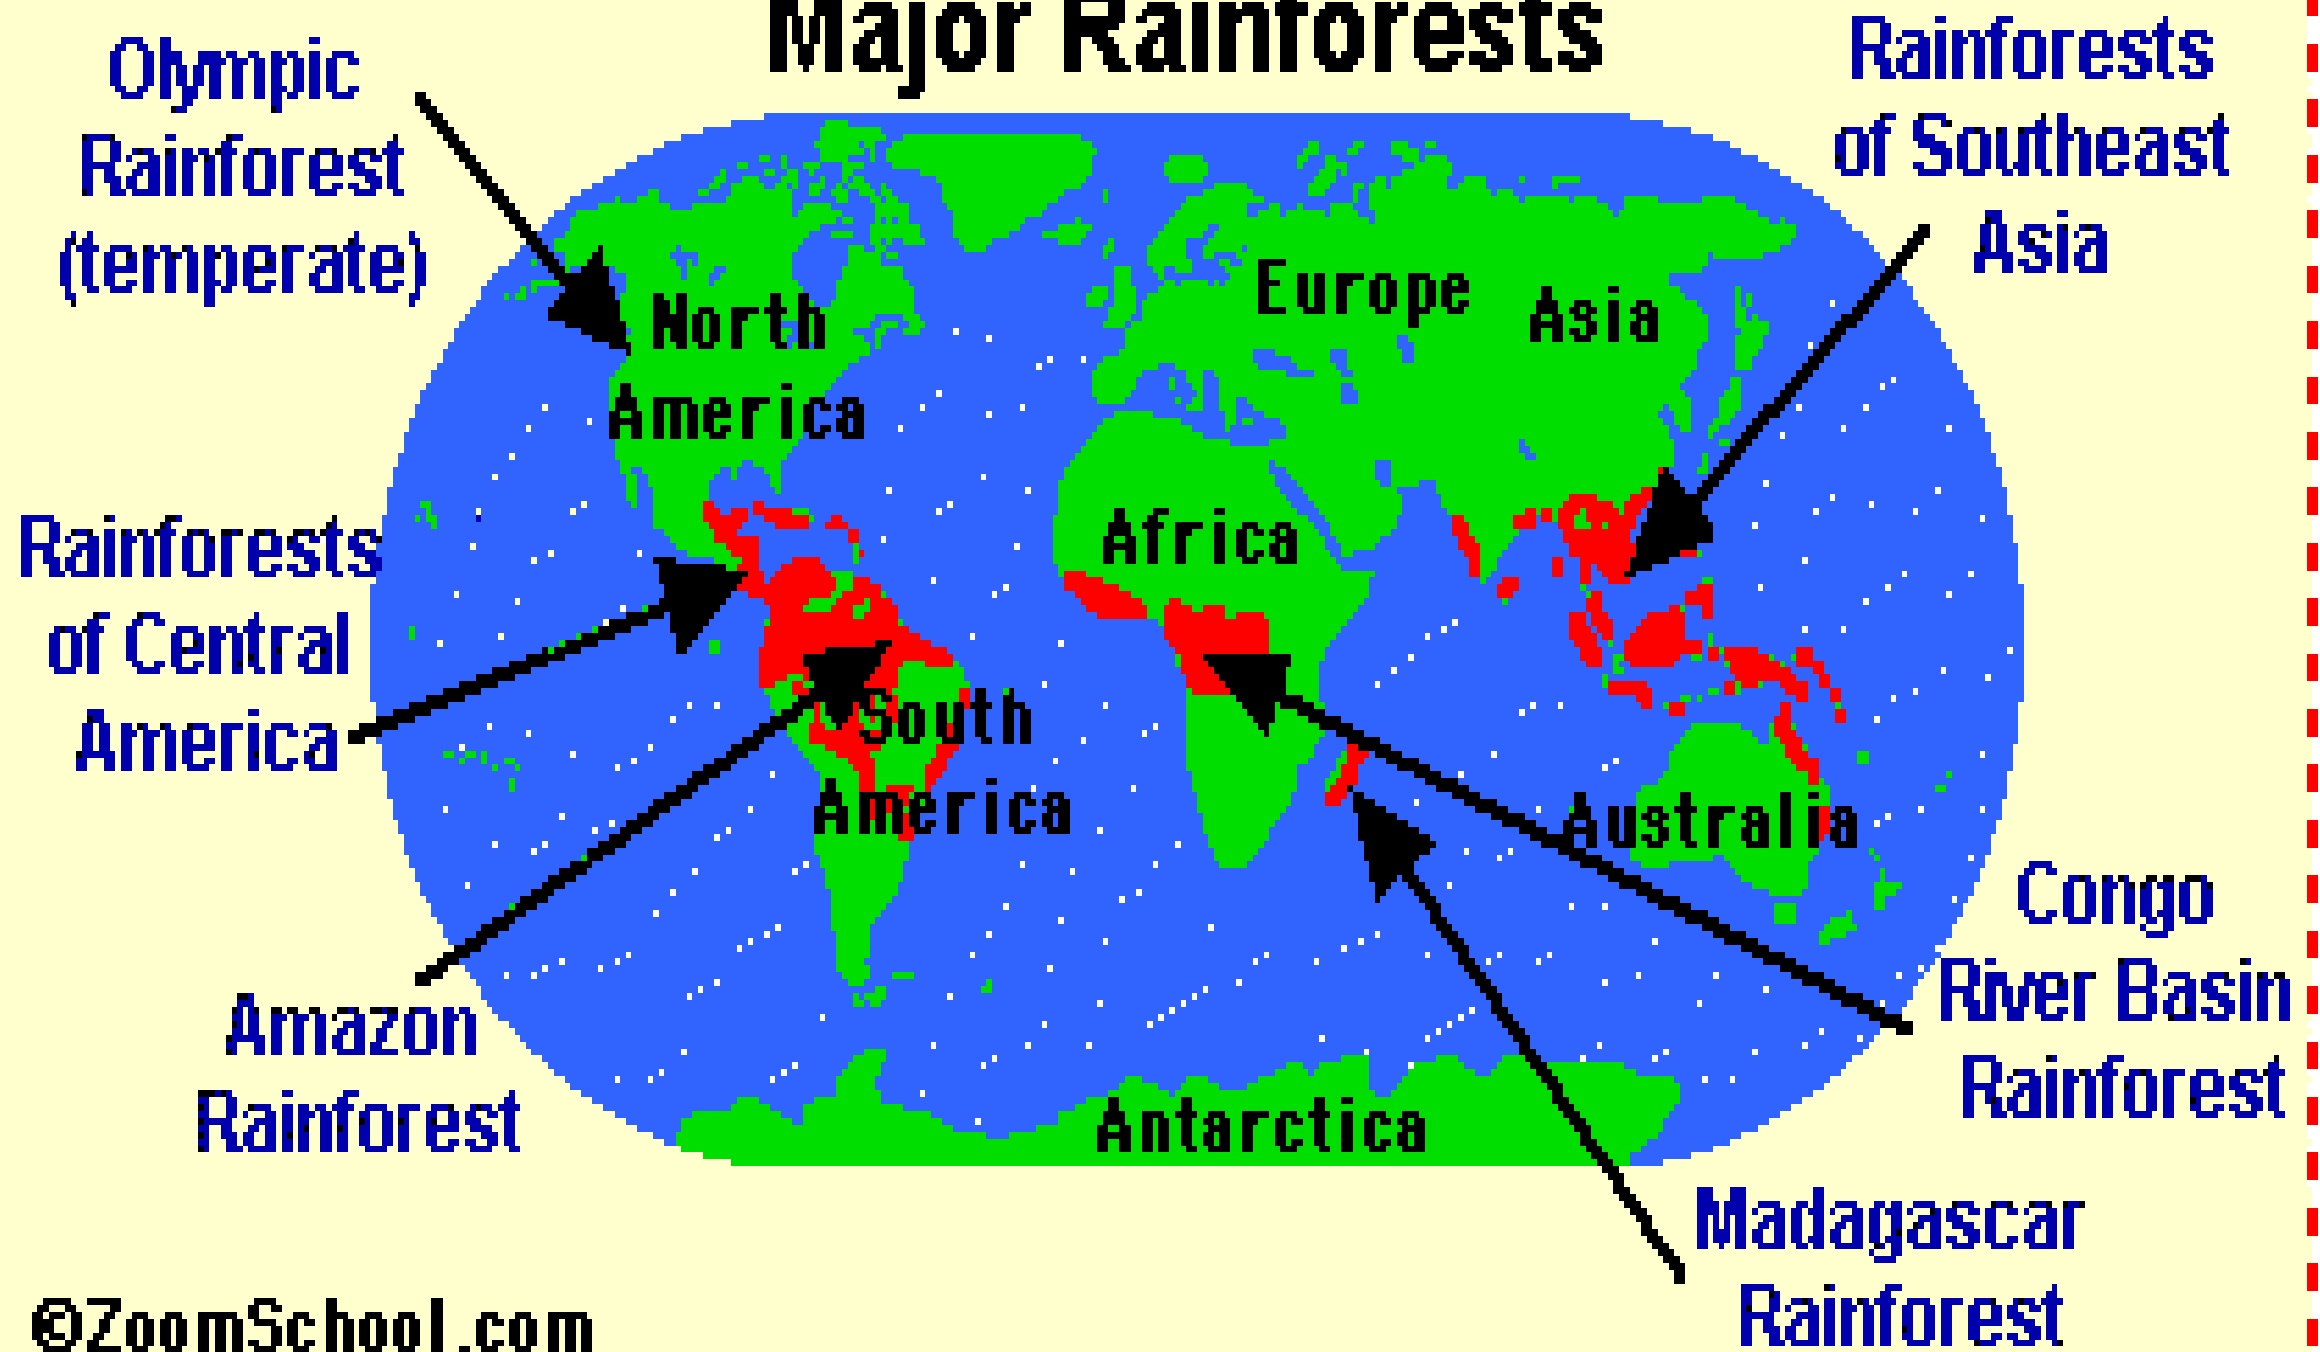 Major Rainforests
Olympic
Rainforest
(temperate)
Rainforests
of Southeast
Asia
North
America
Europe
Asia
Africa
Rainforests
of Central
America
South
America
Australia
Amazon
Rainforest
Congo
River Basin
Rainforest
Antarctica
Madagascar
Rainforest
©ZoomSchool.com